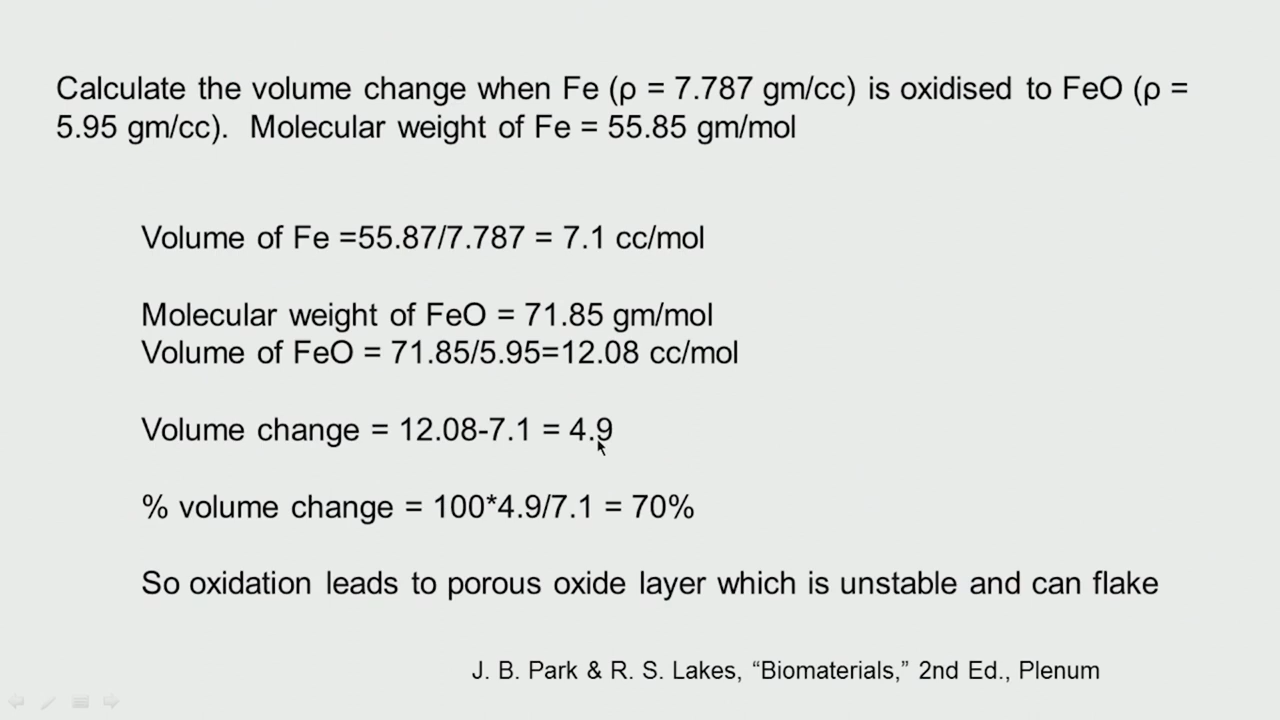 Calculate the volume change when Fe (ρ = 7.787 gm/cc) is oxidised to FeO (ρ =
5.95 gm/cc). Molecular weight of Fe = 55.85 gm/mol
Volume of Fe =55.87/7.787 = 7.1 cc/mol
Molecular weight of FeO = 71.85 gm/mol
Volume of FeO = 71.85/5.95=12.08 cc/mol
Volume change = 12.08-7.1 = 4.9
% volume change = 100*4.9/7.1 = 70%
So oxidation leads to porous oxide layer which is unstable and can flake
J. B. Park & R. S. Lakes, “Biomaterials,” 2nd Ed., Plenum